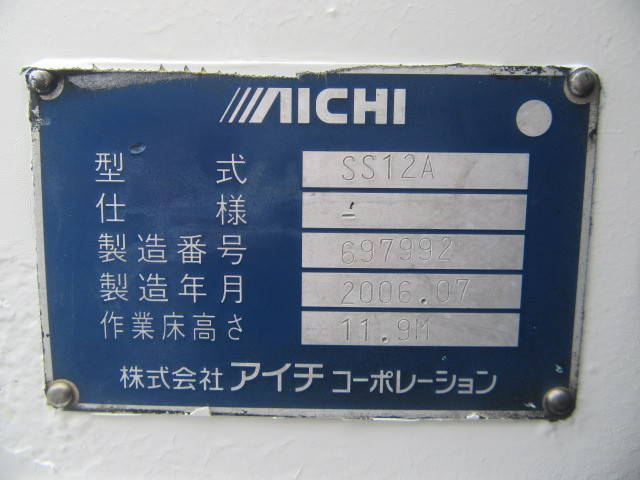 AICHI
型式 SS12A
仕様 -
製造番号 697992
製造年月 2006.07
作業床高さ 11.9M
株式会社 アイチ コーポレーション